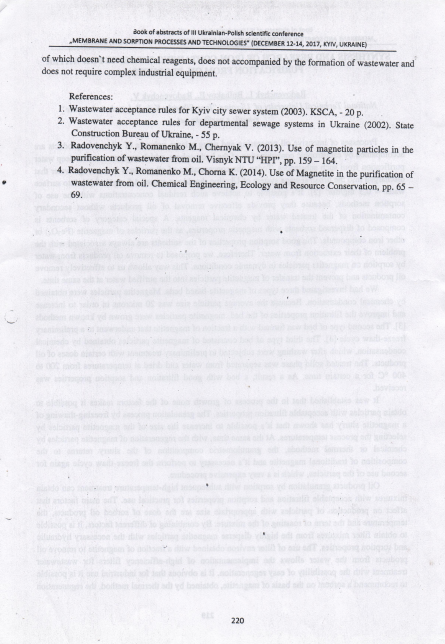 Book of abstracts of III Ukrainian-Polish scientific conference
„MEMBRANE AND SORPTION PROCESSES AND TECHNOLOGIES" (DECEMBER 12-14, 2017, KYIV, UKRAINE)
of which doesn't need chemical reagents, does not accompanied by the formation of wastewater and
does not require complex industrial equipment.
References:
1. Wastewater acceptance rules for Kyiv city sewer system (2003). KSCA, - 20 p.
2. Wastewater acceptance rules for departmental sewage systems in Ukraine (2002). State
Construction Bureau of Ukraine, - 55 p.
3. Radovenchyk Y., Romanenko M., Chernyak V. (2013). Use of magnetite particles in the
purification of wastewater from oil. Visnyk NTU "HPI", pp. 159 – 164.
4. Radovenchyk Y., Romanenko M., Chorna K. (2014). Use of Magnetite in the purification of
wastewater from oil. Chemical Engineering, Ecology and Resource Conservation, pp. 65 –
69.
220